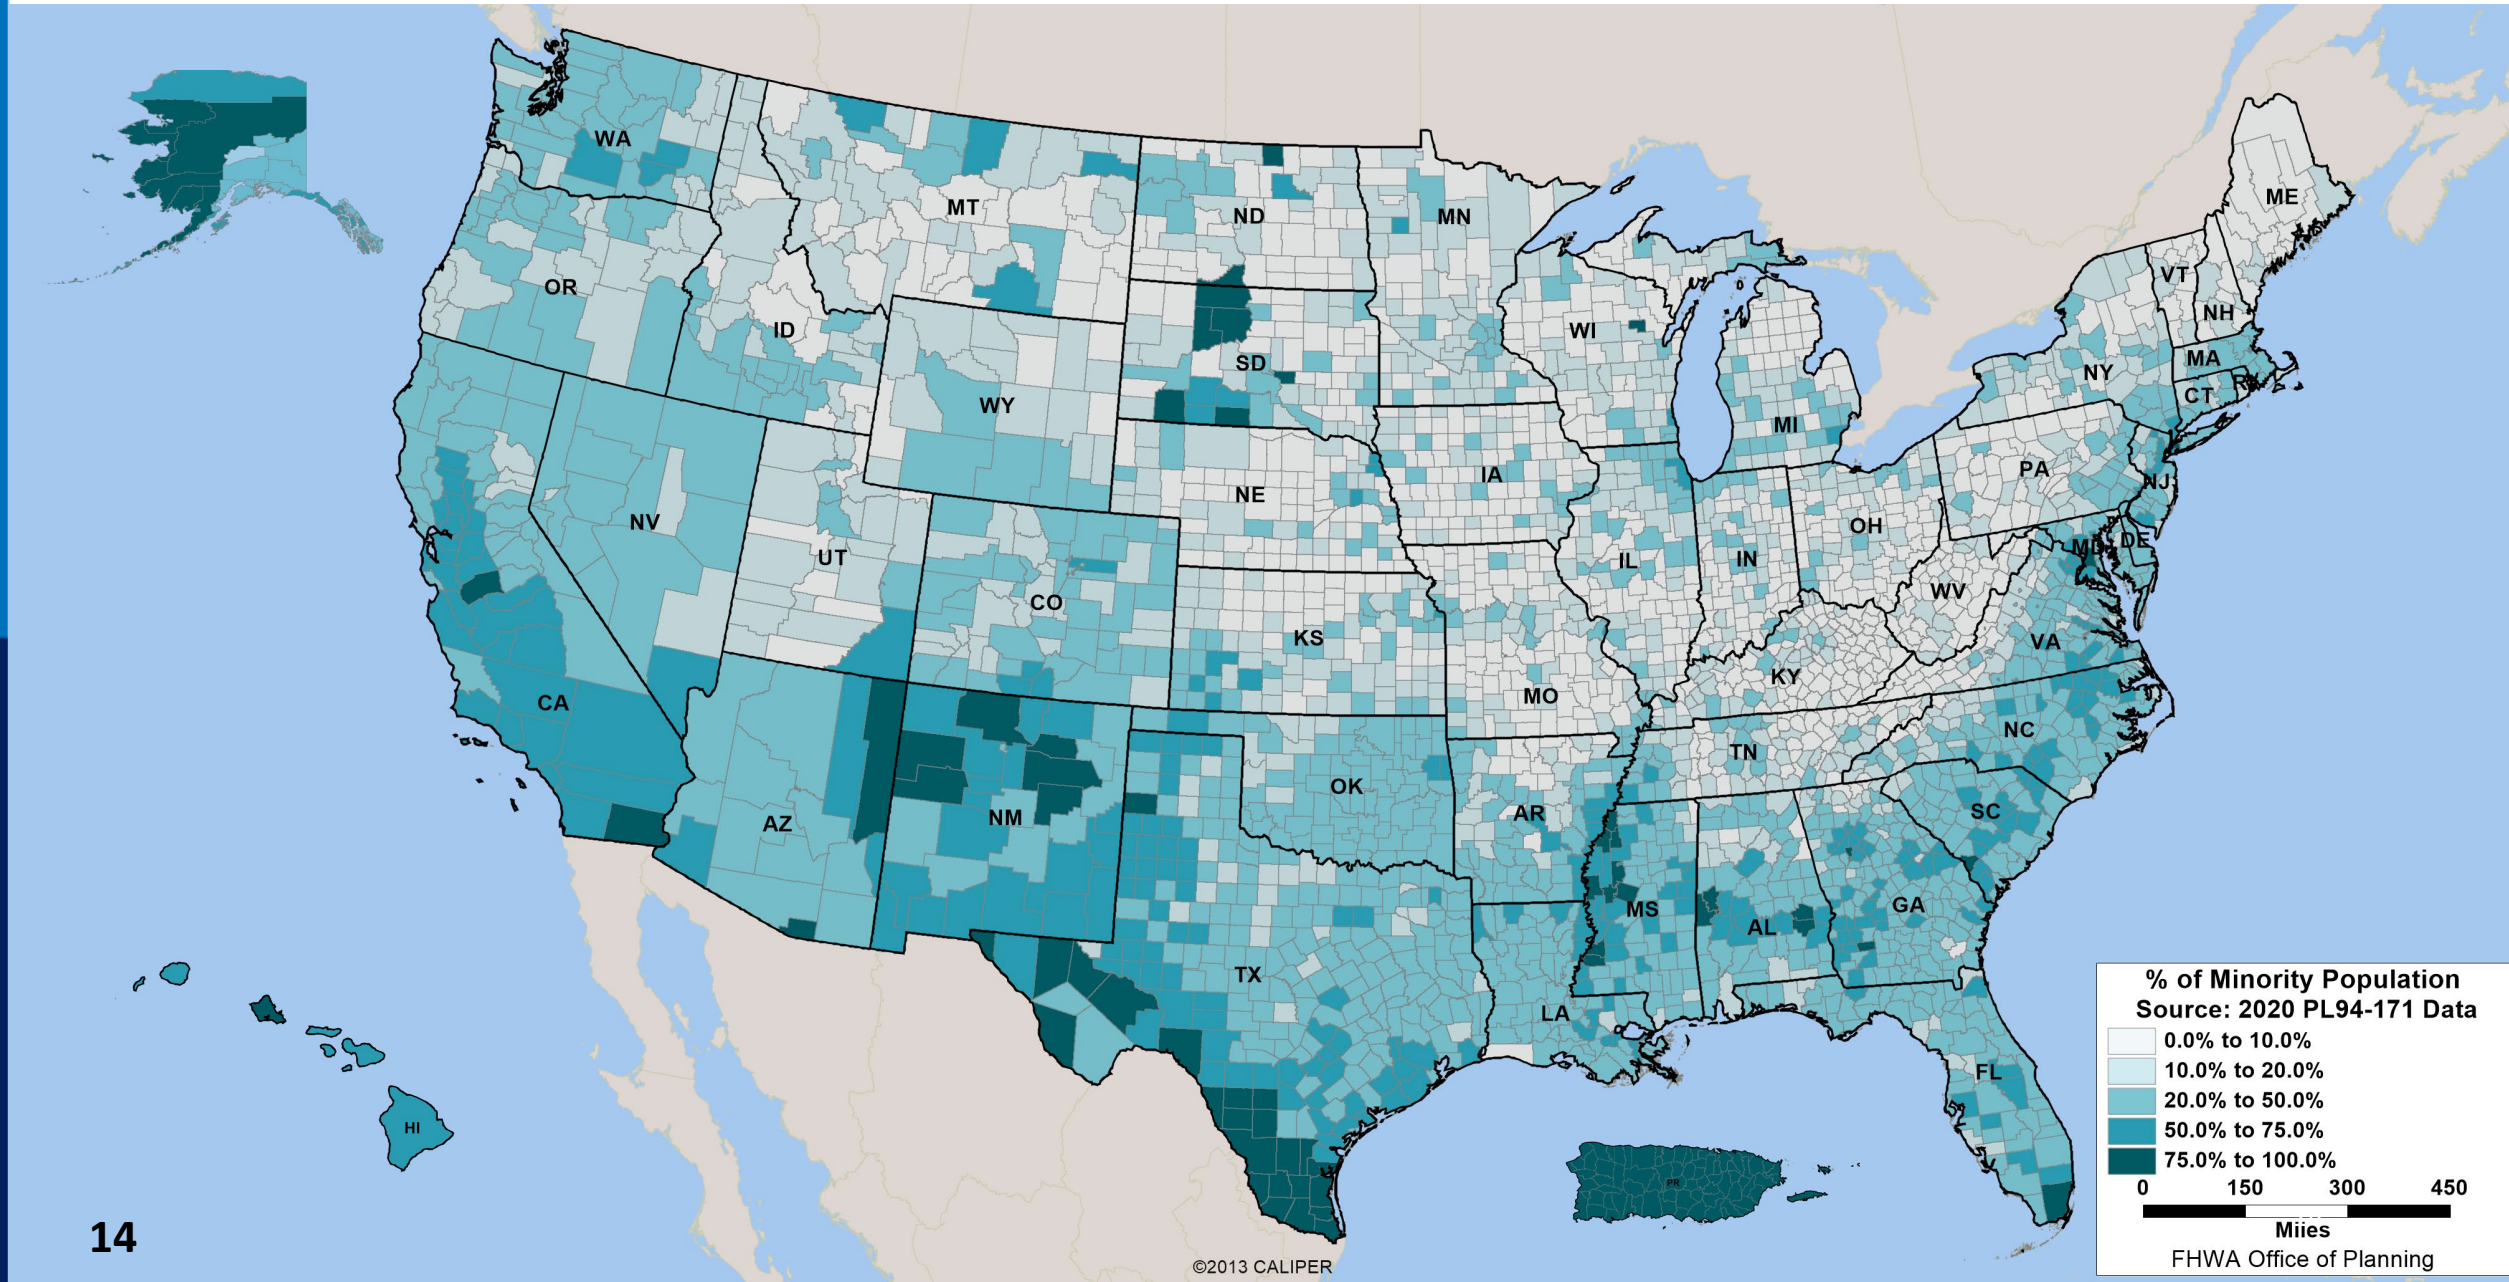 WA
MT
ND
MN
ME
OR
ID
SD
WI
VT
NH
WY
MI
NY
MA
CT
RI
NV
UT
NE
IA
PA
NJ
CO
KS
IL
IN
OH
MD
DE
WV
VA
CA
MO
KY
NC
AZ
NM
OK
AR
TN
SC
TX
MS
AL
GA
LA
FL
HI
PR
% of Minority Population
Source: 2020 PL94-171 Data
0.0% to 10.0%
10.0% to 20.0%
20.0% to 50.0%
50.0% to 75.0%
75.0% to 100.0%
0 150 300 450
Miies
FHWA Office of Planning
14
©2013 CALIPER